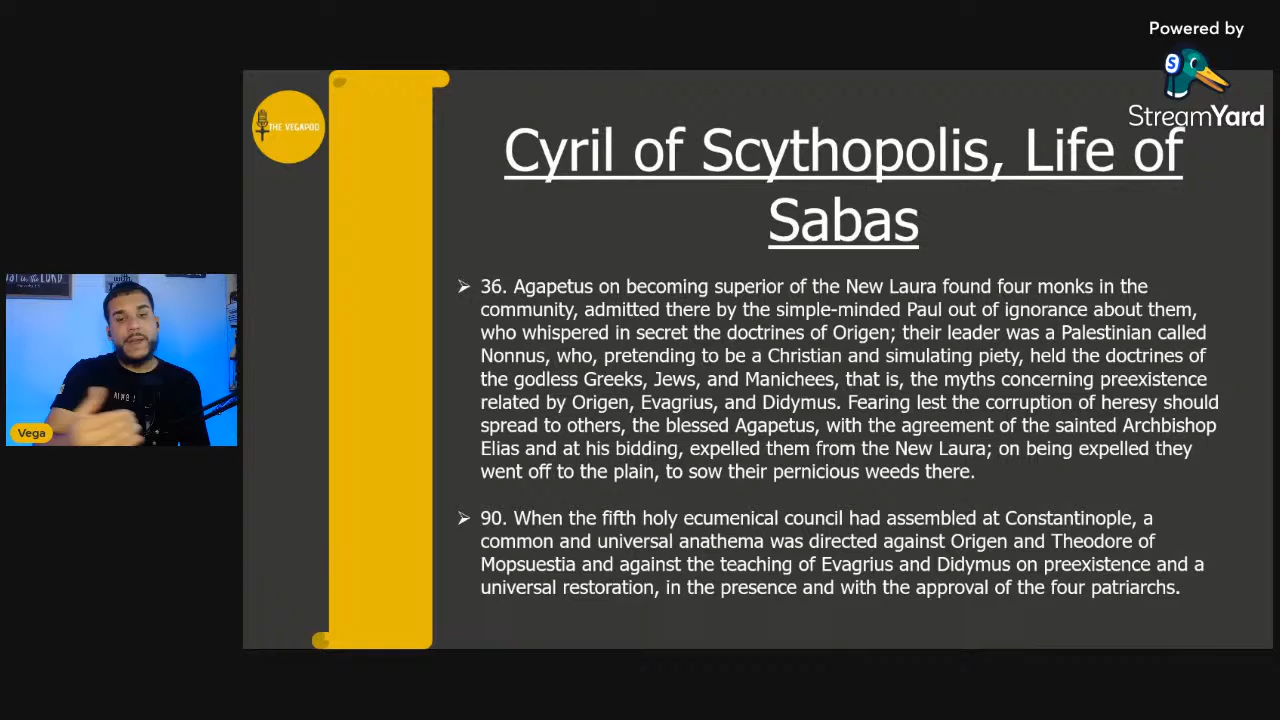 Powered by
StreamYard
THE VEGAPOD
Cyril of Scythopolis, Life of
Sabas
➢ 36. Agapetus on becoming superior of the New Laura found four monks in the
community, admitted there by the simple-minded Paul out of ignorance about them,
who whispered in secret the doctrines of Origen; their leader was a Palestinian called
Nonnus, who, pretending to be a Christian and simulating piety, held the doctrines of
the godless Greeks, Jews, and Manichees, that is, the myths concerning preexistence
related by Origen, Evagrius, and Didymus. Fearing lest the corruption of heresy should
spread to others, the blessed Agapetus, with the agreement of the sainted Archbishop
Elias and at his bidding, expelled them from the New Laura; on being expelled they
went off to the plain, to sow their pernicious weeds there.
➢ 90. When the fifth holy ecumenical council had assembled at Constantinople, a
common and universal anathema was directed against Origen and Theodore of
Mopsuestia and against the teaching of Evagrius and Didymus on preexistence and a
universal restoration, in the presence and with the approval of the four patriarchs.
Vega